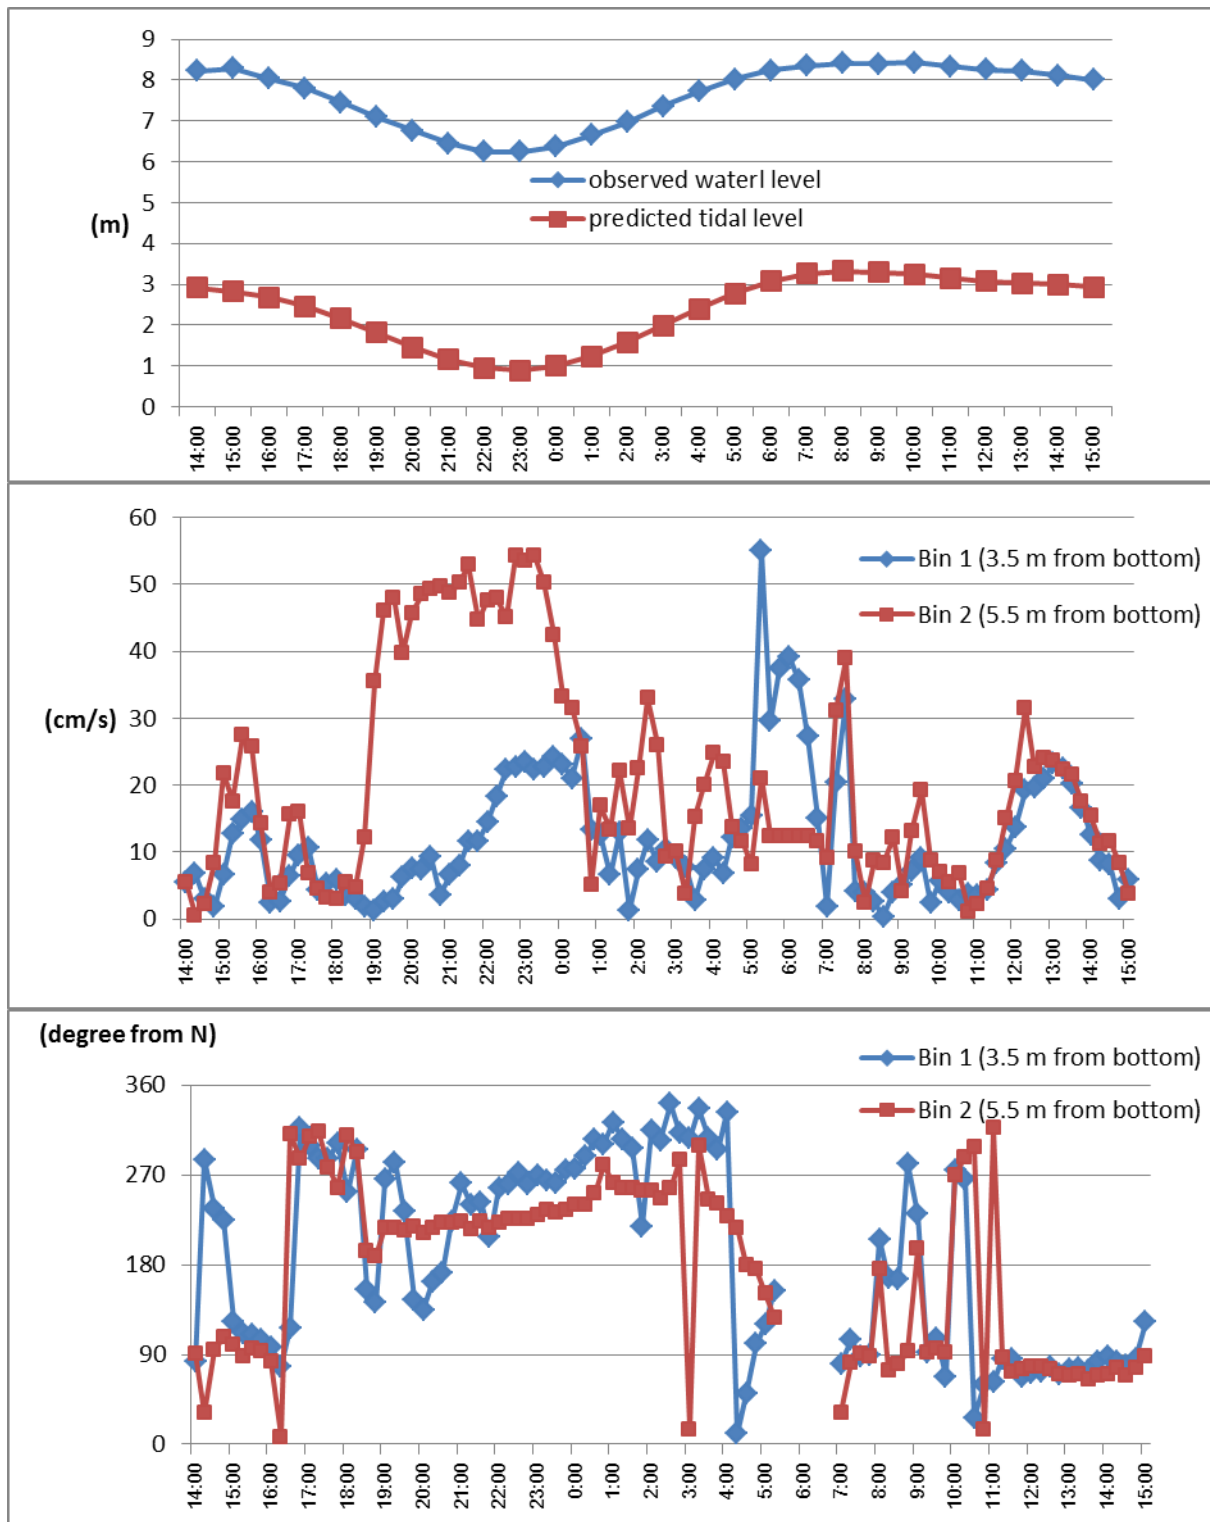 9
8
7
6
5
4
3
2
1
0
(m)
observed waterl level
predicted tidal level
14:00 15:00 16:00 17:00 18:00 19:00 20:00 21:00 22:00 23:00 0:00 1:00 2:00 3:00 4:00 5:00 6:00 7:00 8:00 9:00 10:00 11:00 12:00 13:00 14:00 15:00
60
50
40
30
20
10
0
(cm/s)
Bin 1 (3.5 m from bottom)
Bin 2 (5.5 m from bottom)
14:00 15:00 16:00 17:00 18:00 19:00 20:00 21:00 22:00 23:00 0:00 1:00 2:00 3:00 4:00 5:00 6:00 7:00 8:00 9:00 10:00 11:00 12:00 13:00 14:00 15:00
(degree from N)
Bin 1 (3.5 m from bottom)
Bin 2 (5.5 m from bottom)
360
270
180
90
0
14:00 15:00 16:00 17:00 18:00 19:00 20:00 21:00 22:00 23:00 0:00 1:00 2:00 3:00 4:00 5:00 7:00 8:00 9:00 10:00 11:00 12:00 13:00 14:00 15:00